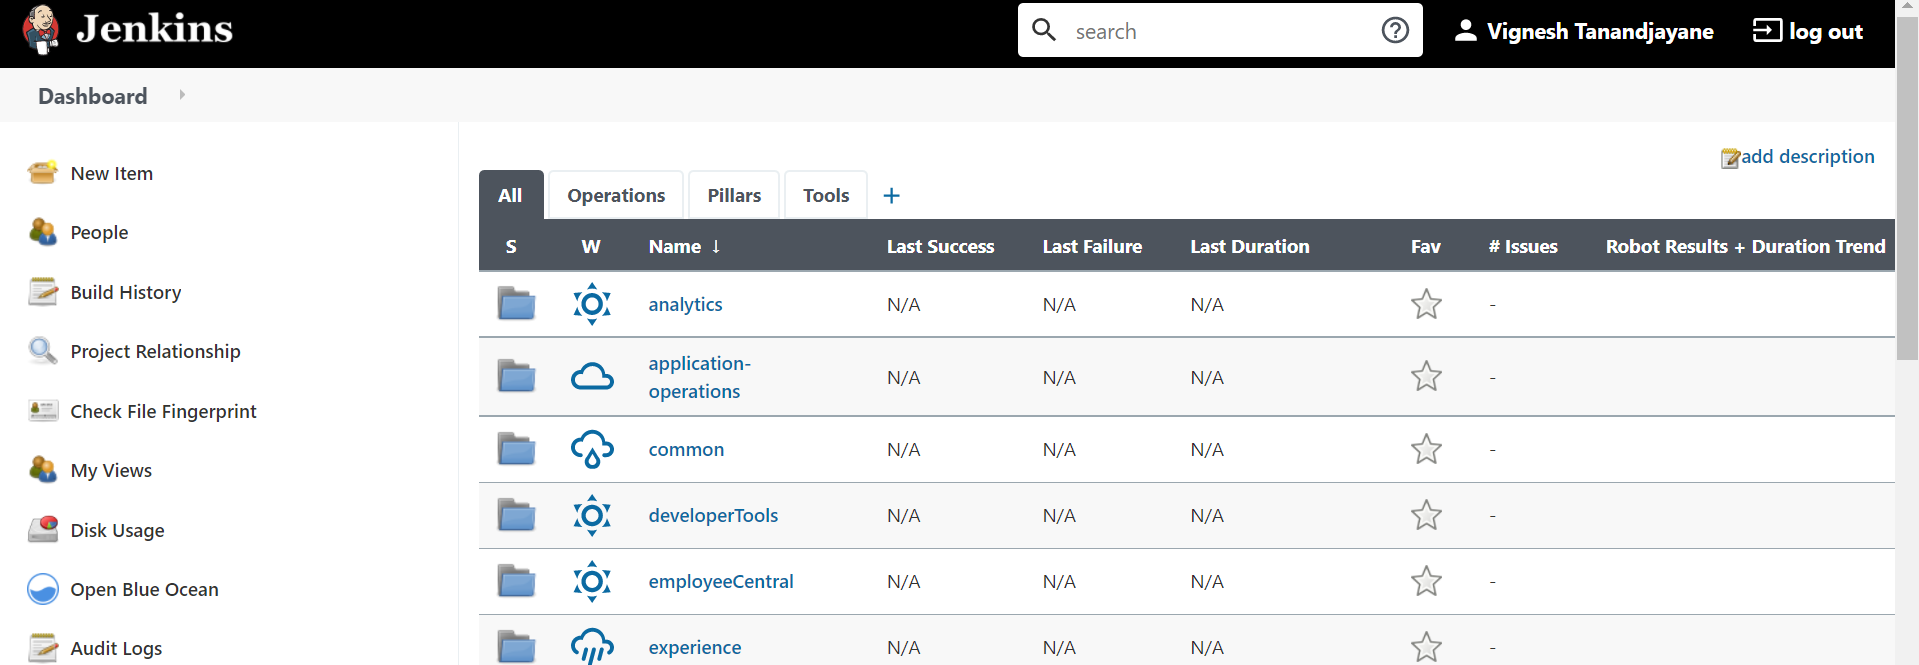 Jenkins
search
Vignesh Tanandjayane
log out
Dashboard
New Item
People
Build History
Project Relationship
Check File Fingerprint
My Views
Disk Usage
Open Blue Ocean
Audit Logs
add description
All Operations Pillars Tools +
S W Name ↓ Last Success Last Failure Last Duration Fav # Issues Robot Results + Duration Trend
analytics N/A N/A N/A -
application-
operations N/A N/A N/A -
common N/A N/A N/A -
developerTools N/A N/A N/A -
employeeCentral N/A N/A N/A -
experience N/A N/A N/A -